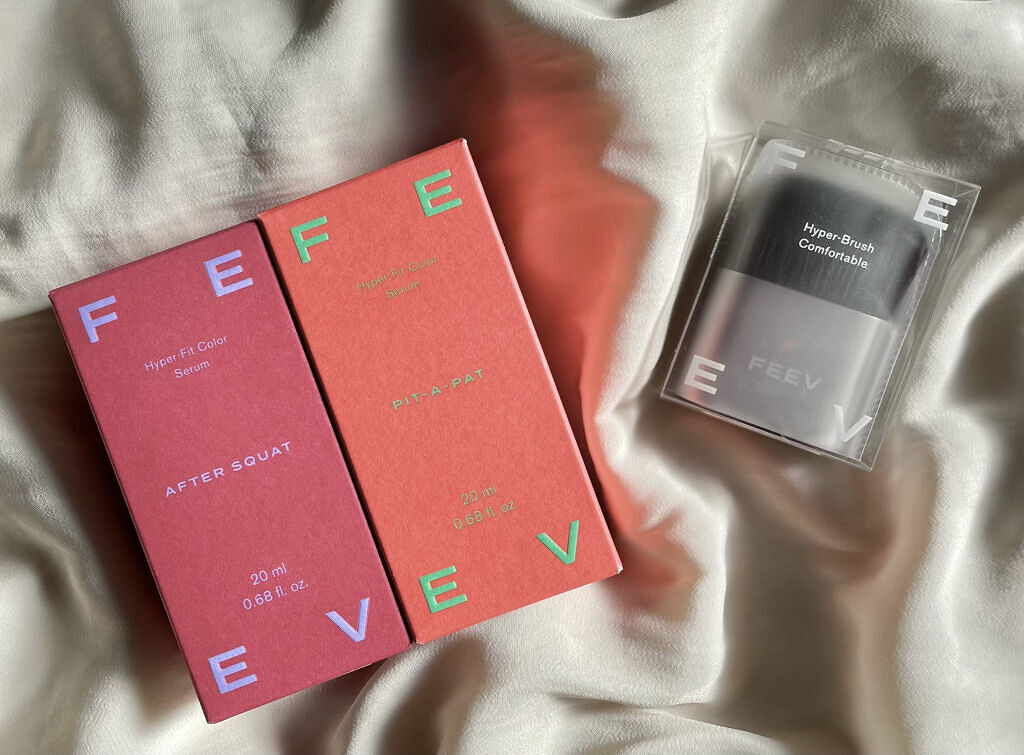 F E
Hyper-Fit Color
Serum
AFTER SQUAT
20 ml
0.68 fl. oz.
E V
F E
Hyper-Fit Color
Serum
PIT-A-PAT
20 ml
0.68 fl. oz.
E V
F E
Hyper-Brush
Comfortable
FEEV
E V